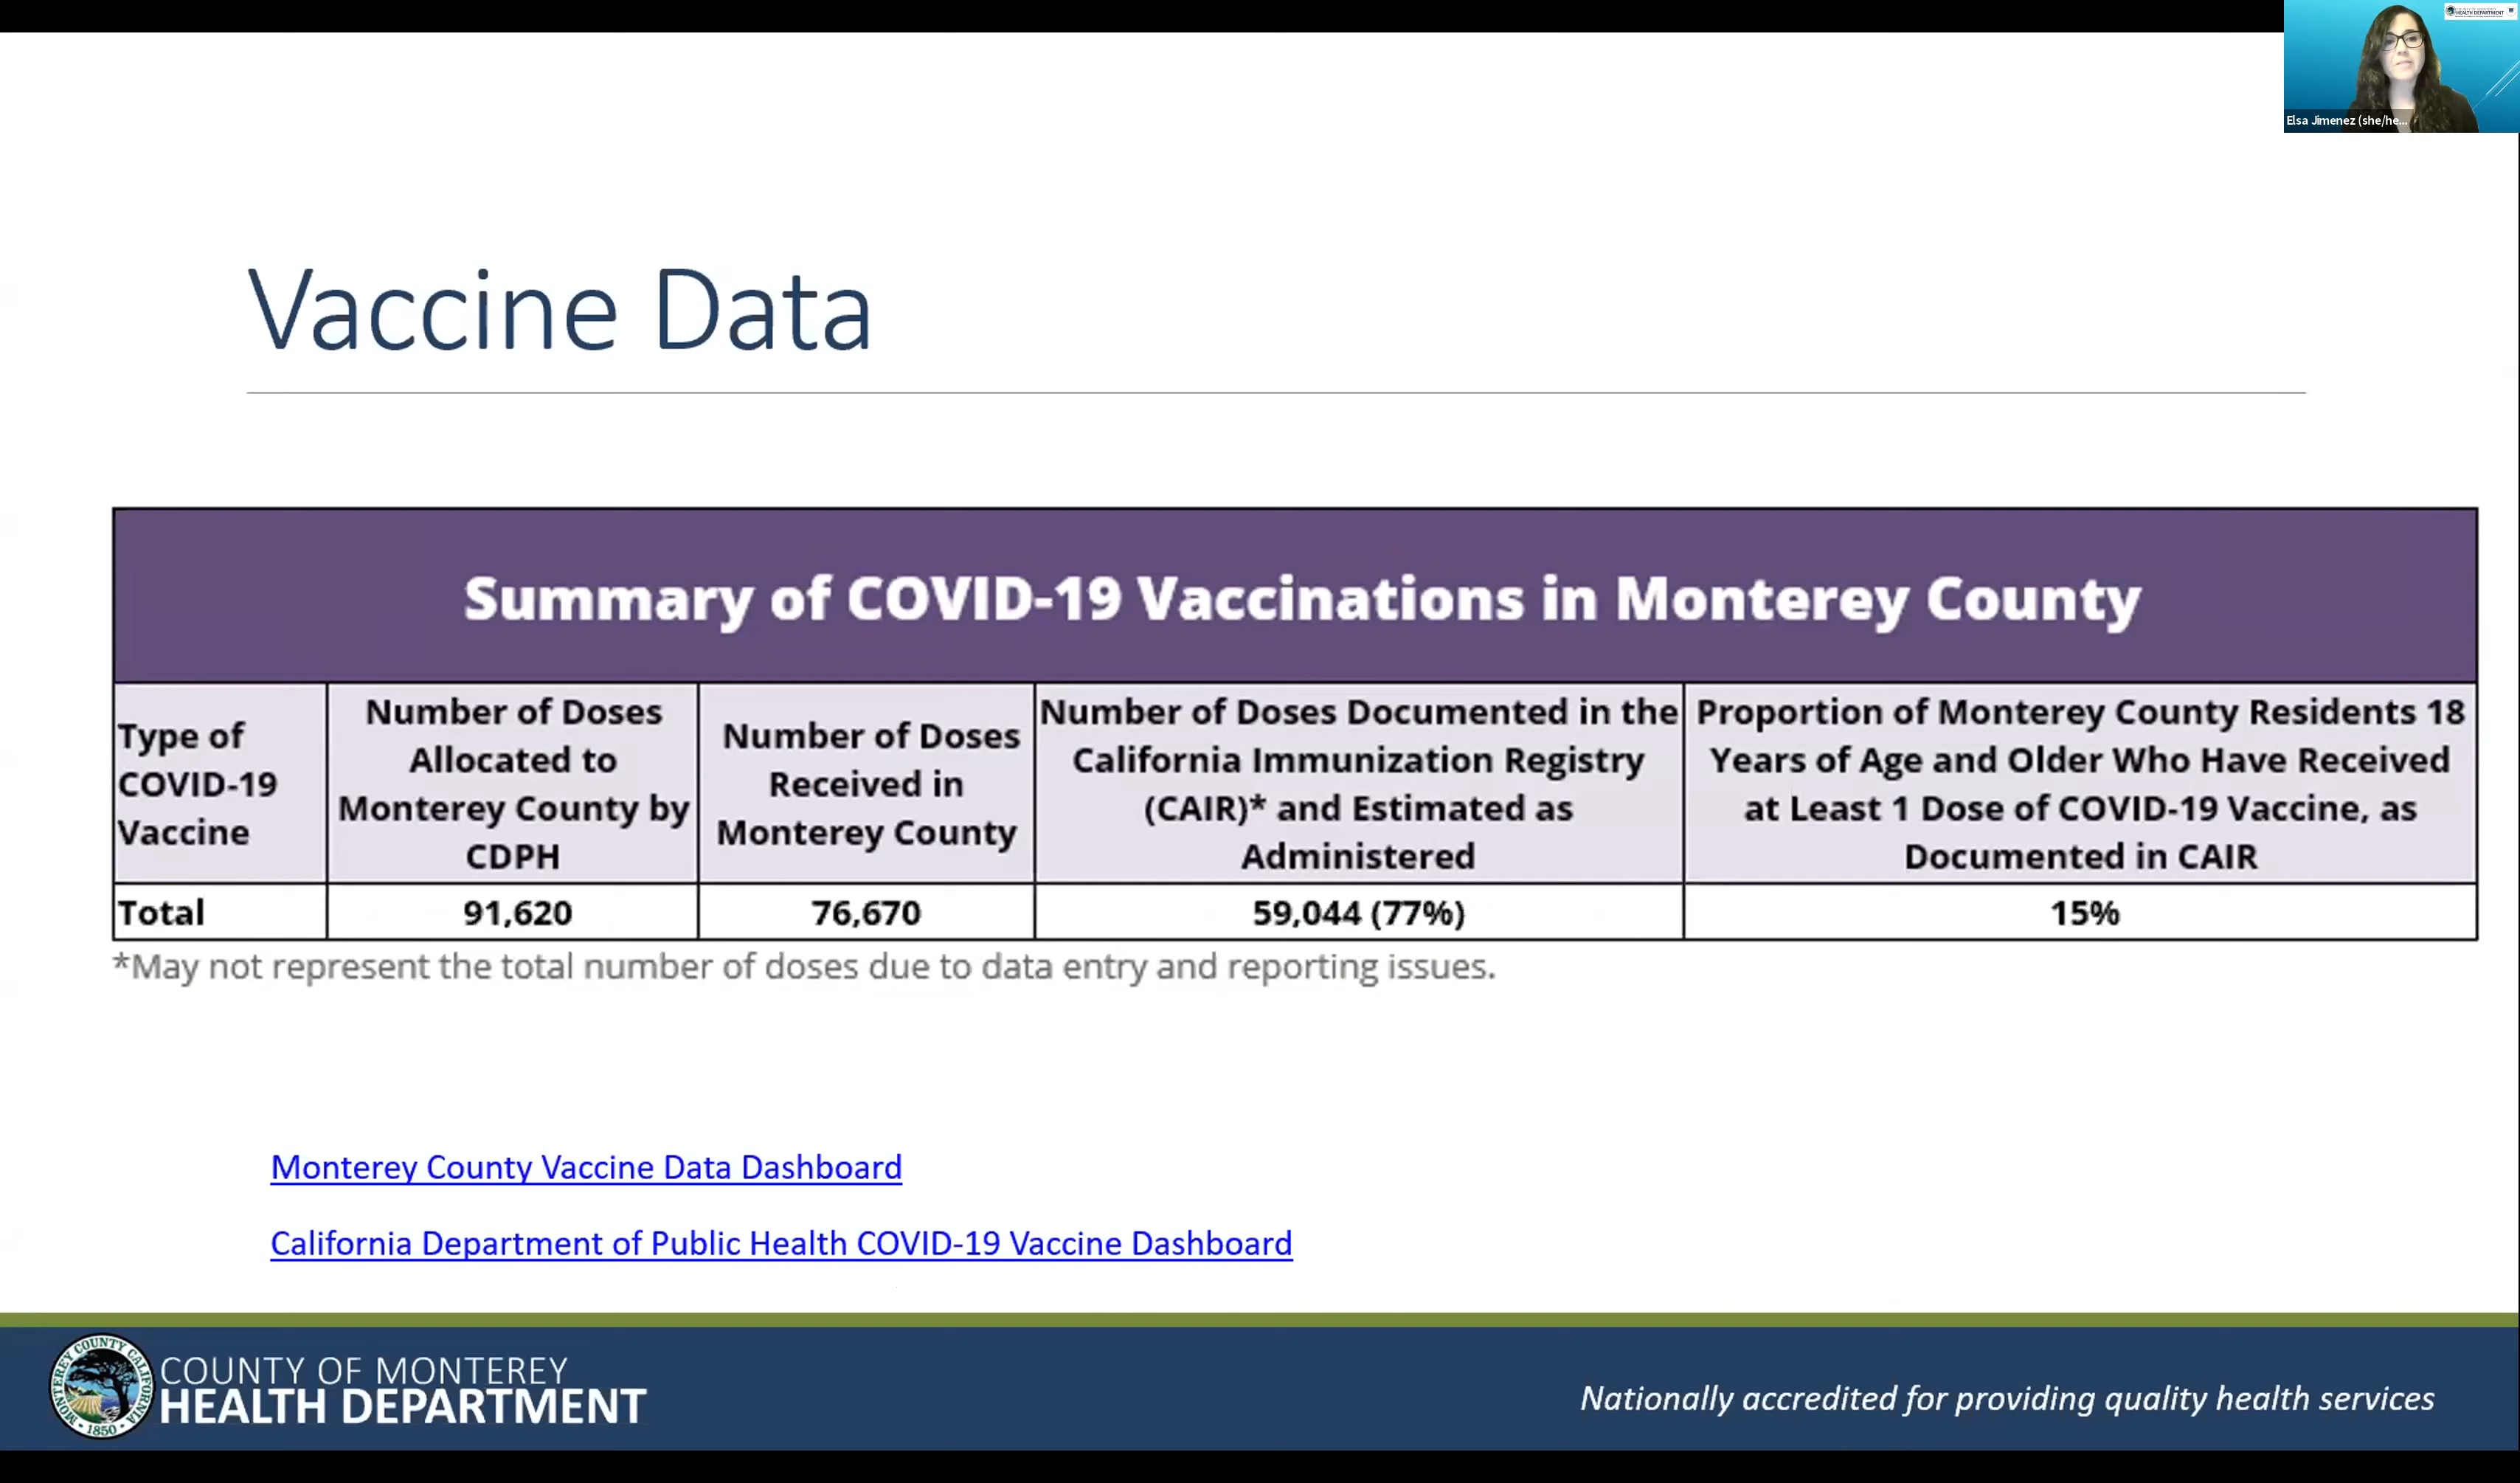 HEALTH DEPARTMENT
Elsa Jimenez (she/he...
Vaccine Data
Summary of COVID-19 Vaccinations in Monterey County
Type of
COVID-19
Vaccine
Number of Doses
Allocated to
Monterey County by
CDPH
Number of Doses
Received in
Monterey County
Number of Doses Documented in the
California Immunization Registry
(CAIR)* and Estimated as
Administered
Proportion of Monterey County Residents 18
Years of Age and Older Who Have Received
at Least 1 Dose of COVID-19 Vaccine, as
Documented in CAIR
Total 91,620 76,670 59,044 (77%) 15%
*May not represent the total number of doses due to data entry and reporting issues.
Monterey County Vaccine Data Dashboard
California Department of Public Health COVID-19 Vaccine Dashboard
MONTEREY COUNTY CALIFORNIA
1850
COUNTY OF MONTEREY
HEALTH DEPARTMENT
Nationally accredited for providing quality health services